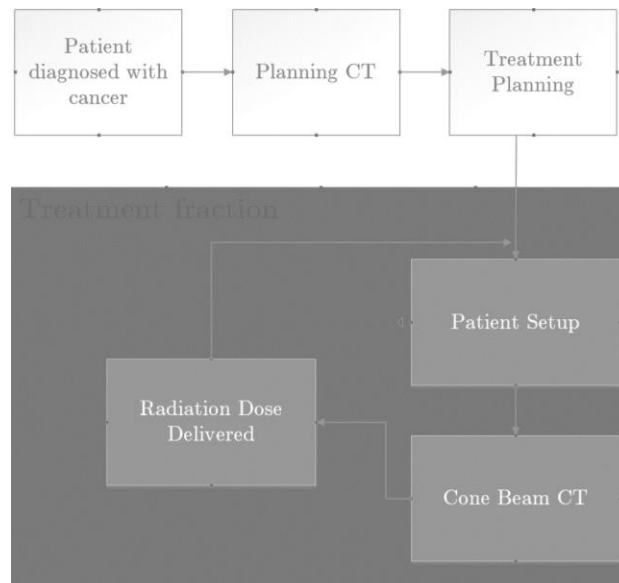 Patient
diagnosed with
cancer
Planning CT
Treatment
Planning
Treatment fraction
Patient Setup
Radiation Dose
Delivered
Cone Beam CT